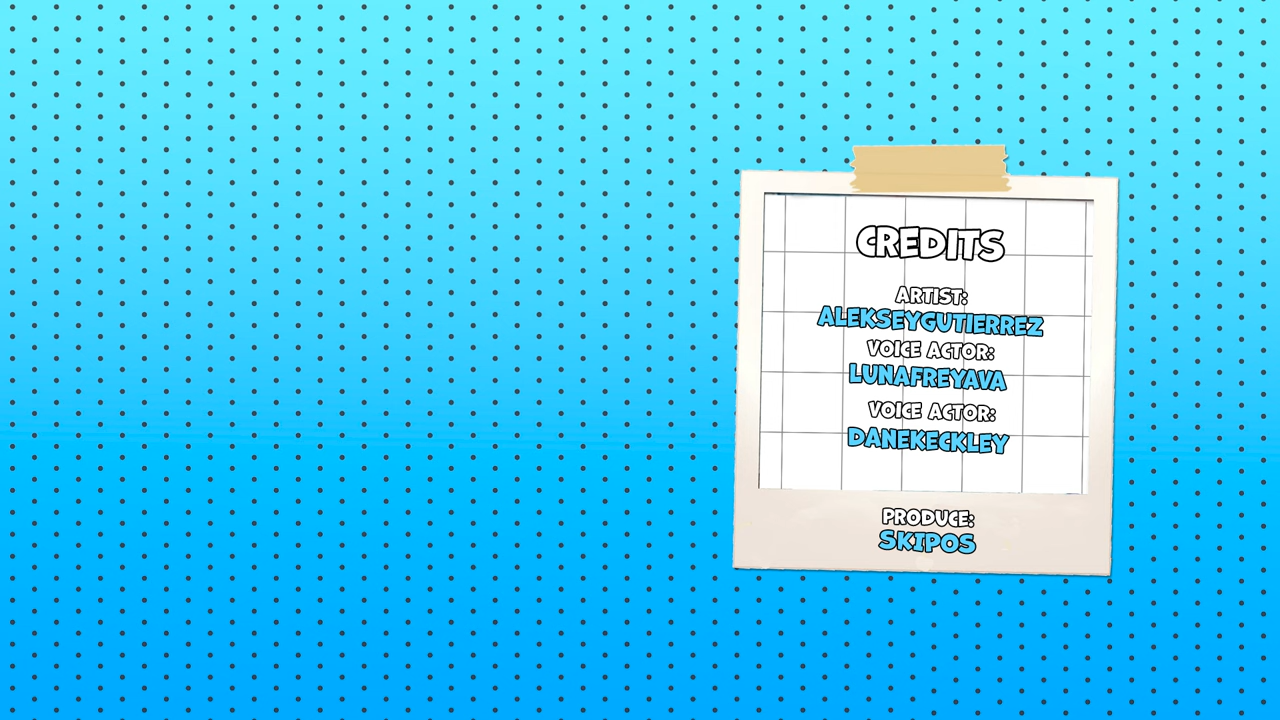 CREDITS
ARTIST:
ALEKSEYGUTIERREZ
VOICE ACTOR:
LUNAFREYAVA
VOICE ACTOR:
DANEKECKLEY
PRODUCE:
SKIPOS